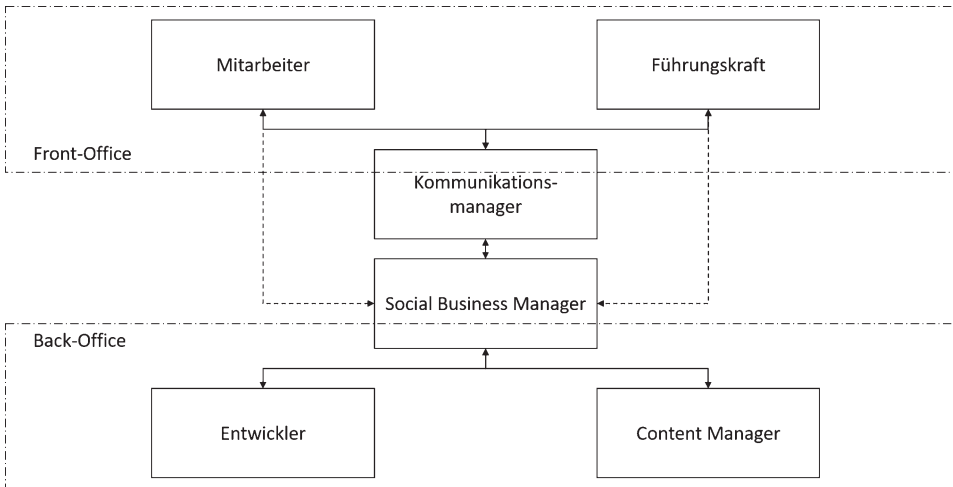 Mitarbeiter
Führungskraft
Front-Office
Kommunikations-
manager
Social Business Manager
Back-Office
Entwickler
Content Manager